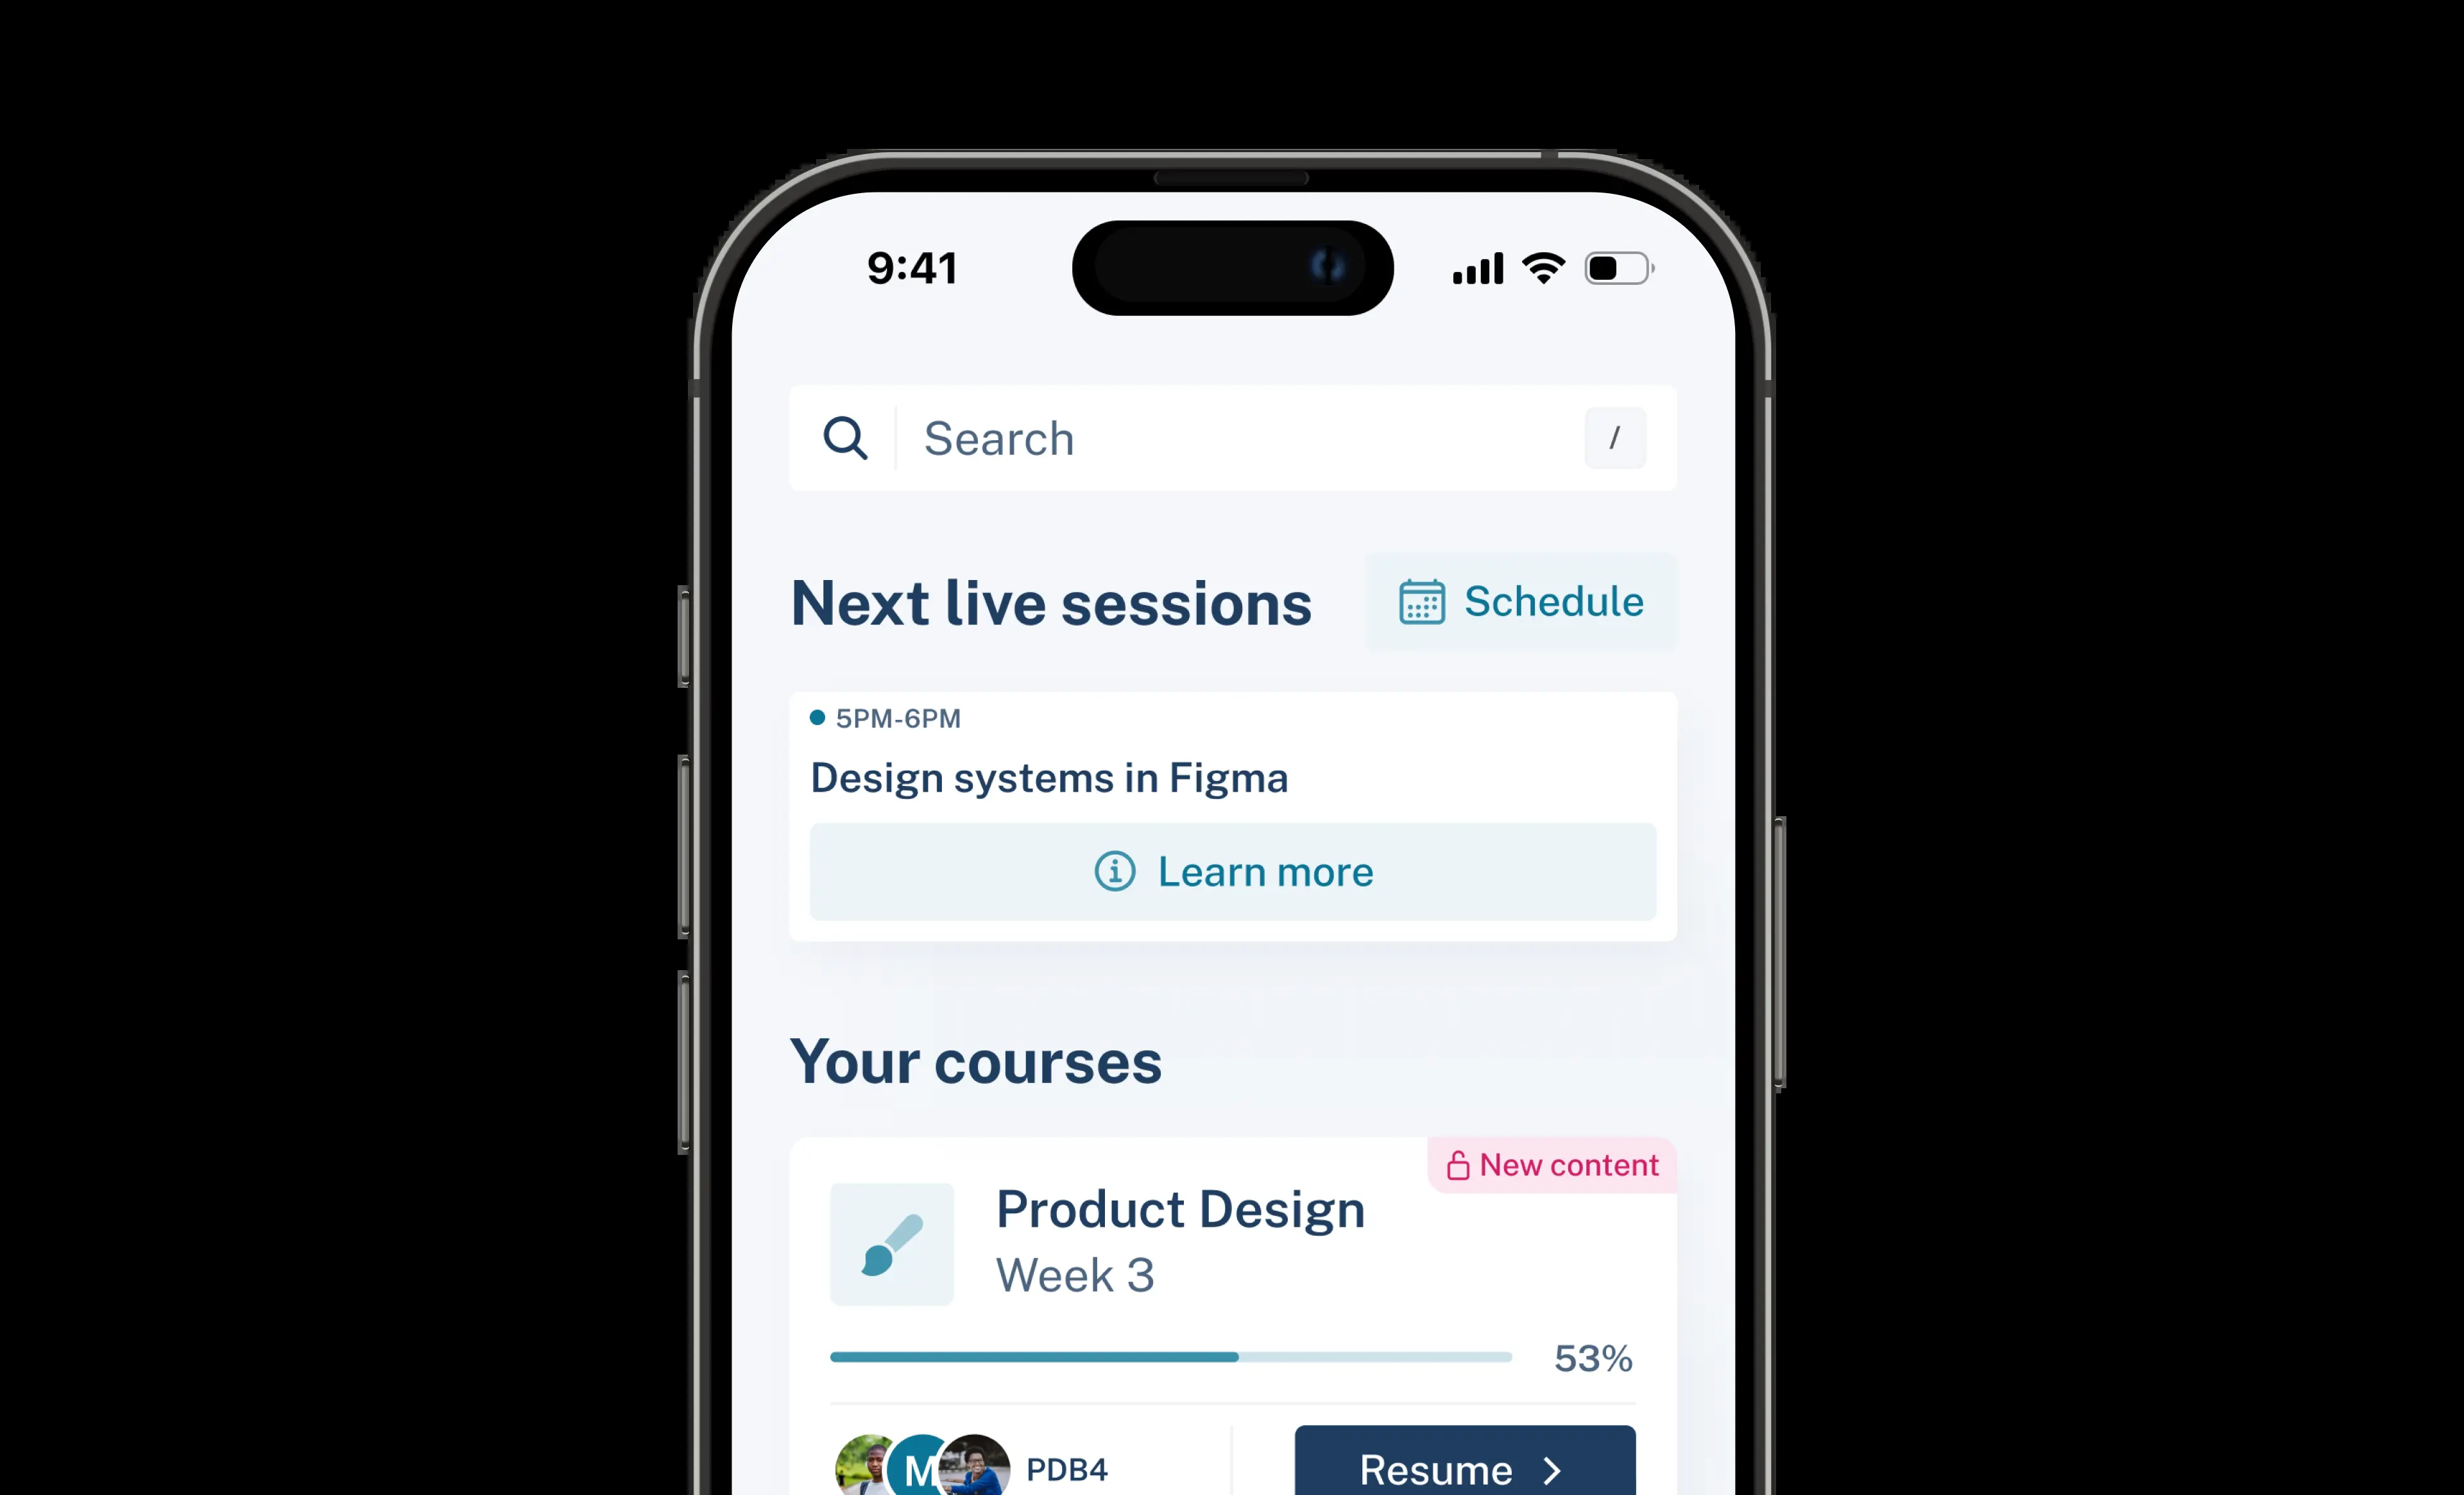 9:41
Search
/
Next live sessions
Schedule
5PM-6PM
Design systems in Figma
Learn more
Your courses
New content
Product Design
Week 3
53%
M
PDB4
Resume